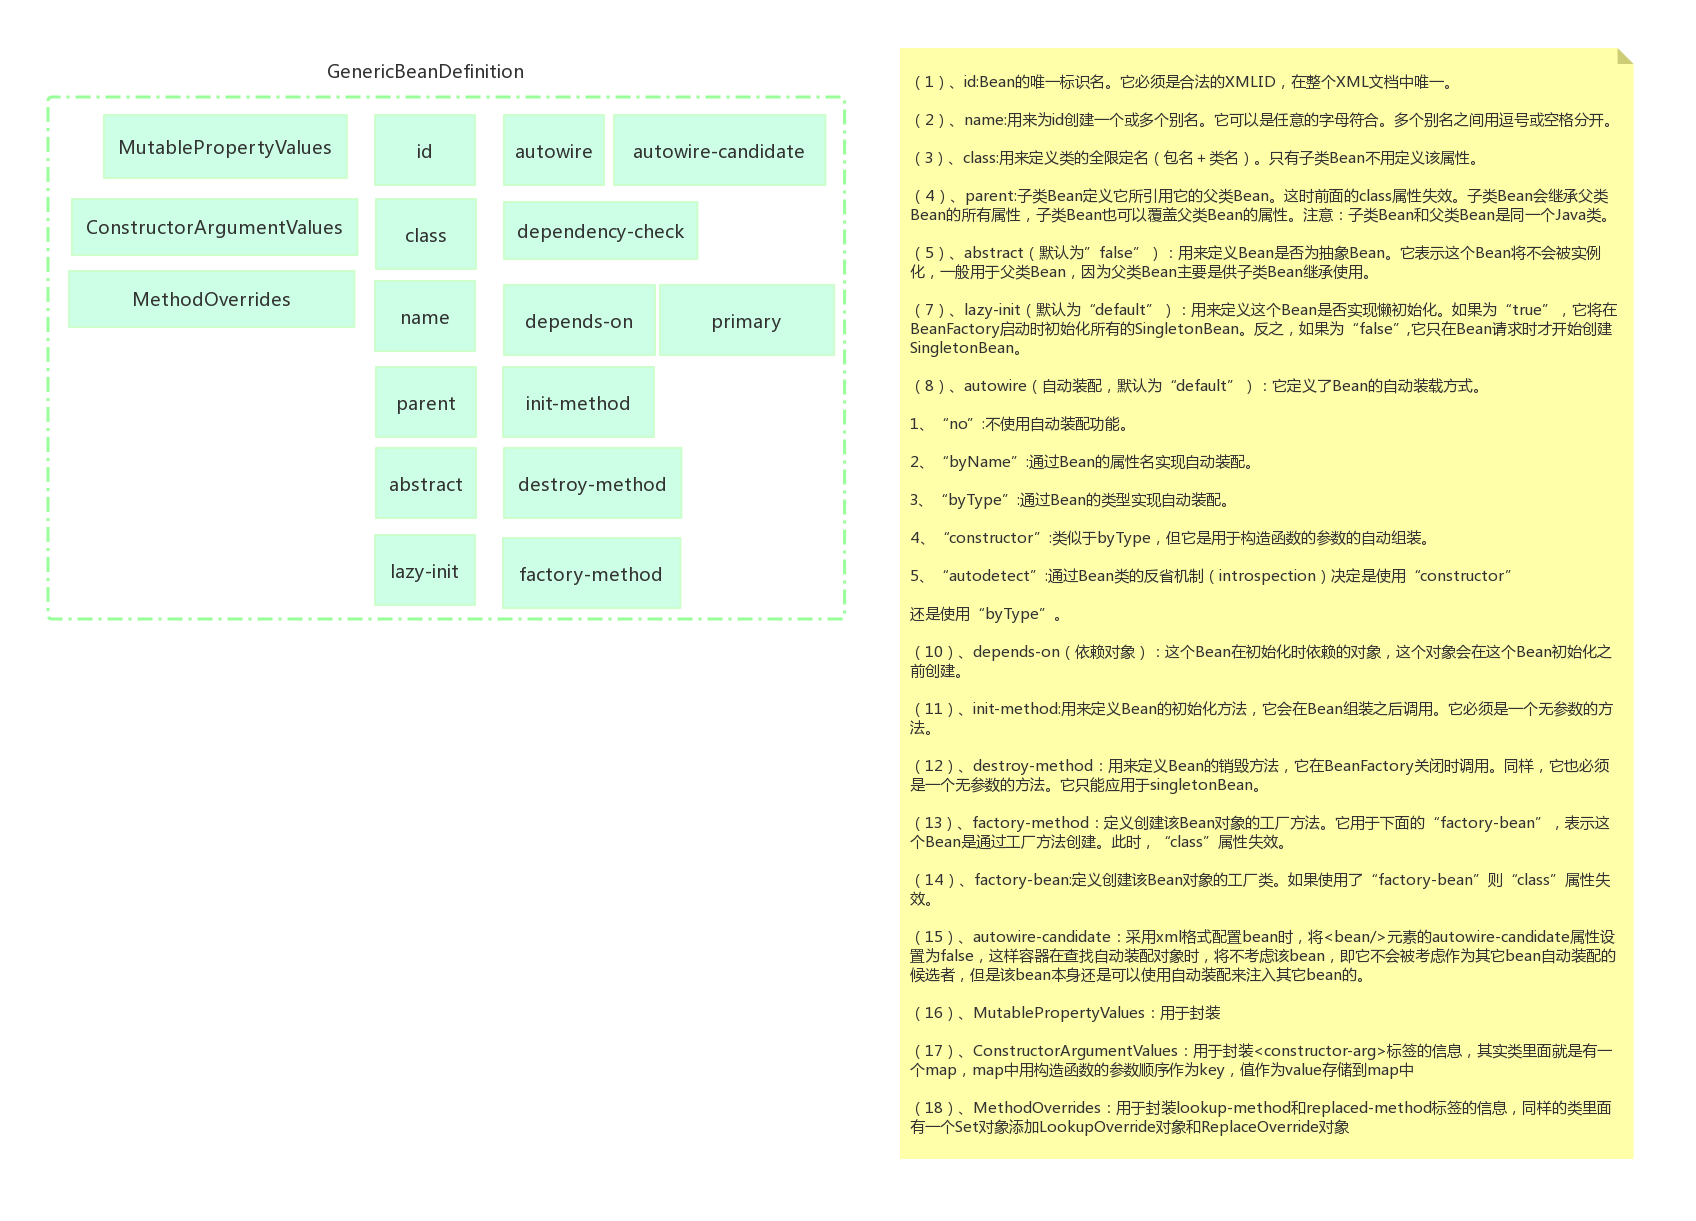 GenericBeanDefinition
MutablePropertyValues
id
autowire
autowire-candidate
ConstructorArgumentValues
class
dependency-check
MethodOverrides
name
depends-on
primary
parent
init-method
abstract
destroy-method
lazy-init
factory-method
（1）、id:Bean的唯一标识名。它必须是合法的XMLID，在整个XML文档中唯一。
（2）、name:用来为id创建一个或多个别名。它可以是任意的字母符合。多个别名之间用逗号或空格分开。
（3）、class:用来定义类的全限定名（包名＋类名）。只有子类Bean不用定义该属性。
（4）、parent:子类Bean定义它所引用它的父类Bean。这时前面的class属性失效。子类Bean会继承父类
Bean的所有属性，子类Bean也可以覆盖父类Bean的属性。注意：子类Bean和父类Bean是同一个Java类。
（5）、abstract（默认为”false”）：用来定义Bean是否为抽象Bean。它表示这个Bean将不会被实例
化，一般用于父类Bean，因为父类Bean主要是供子类Bean继承使用。
（7）、lazy-init（默认为“default”）：用来定义这个Bean是否实现懒初始化。如果为“true”，它将在
BeanFactory启动时初始化所有的SingletonBean。反之，如果为“false”,它只在Bean请求时才开始创建
SingletonBean。
（8）、autowire（自动装配，默认为“default”）：它定义了Bean的自动装载方式。
1、“no”:不使用自动装配功能。
2、“byName”:通过Bean的属性名实现自动装配。
3、“byType”:通过Bean的类型实现自动装配。
4、“constructor”:类似于byType，但它是用于构造函数的参数的自动组装。
5、“autodetect”:通过Bean类的反省机制（introspection）决定是使用“constructor”
还是使用“byType”。
（10）、depends-on（依赖对象）：这个Bean在初始化时依赖的对象，这个对象会在这个Bean初始化之
前创建。
（11）、init-method:用来定义Bean的初始化方法，它会在Bean组装之后调用。它必须是一个无参数的方
法。
（12）、destroy-method：用来定义Bean的销毁方法，它在BeanFactory关闭时调用。同样，它也必须
是一个无参数的方法。它只能应用于singletonBean。
（13）、factory-method：定义创建该Bean对象的工厂方法。它用于下面的“factory-bean”，表示这
个Bean是通过工厂方法创建。此时，“class”属性失效。
（14）、factory-bean:定义创建该Bean对象的工厂类。如果使用了“factory-bean”则“class”属性失
效。
（15）、autowire-candidate：采用xml格式配置bean时，将<bean/>元素的autowire-candidate属性设
置为false，这样容器在查找自动装配对象时，将不考虑该bean，即它不会被考虑作为其它bean自动装配的
候选者，但是该bean本身还是可以使用自动装配来注入其它bean的。
（16）、MutablePropertyValues：用于封装
（17）、ConstructorArgumentValues：用于封装<constructor-arg>标签的信息，其实类里面就是有一
个map，map中用构造函数的参数顺序作为key，值作为value存储到map中
（18）、MethodOverrides：用于封装lookup-method和replaced-method标签的信息，同样的类里面
有一个Set对象添加LookupOverride对象和ReplaceOverride对象